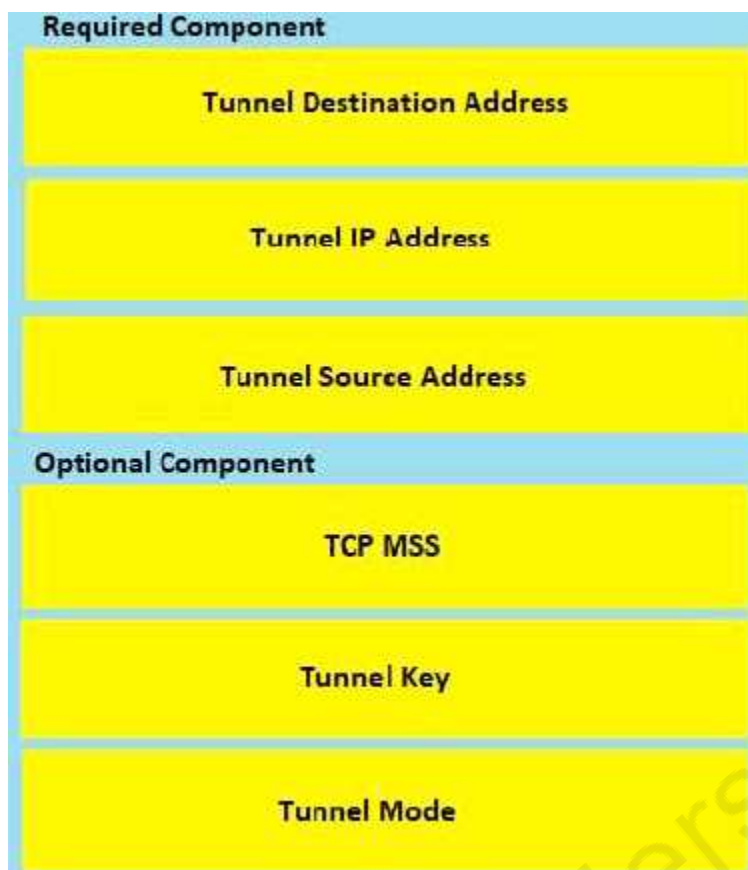 Required Component
Tunnel Destination Address
Tunnel IP Address
Tunnel Source Address
Optional Component
TCP MSS
Tunnel Key
Tunnel Mode